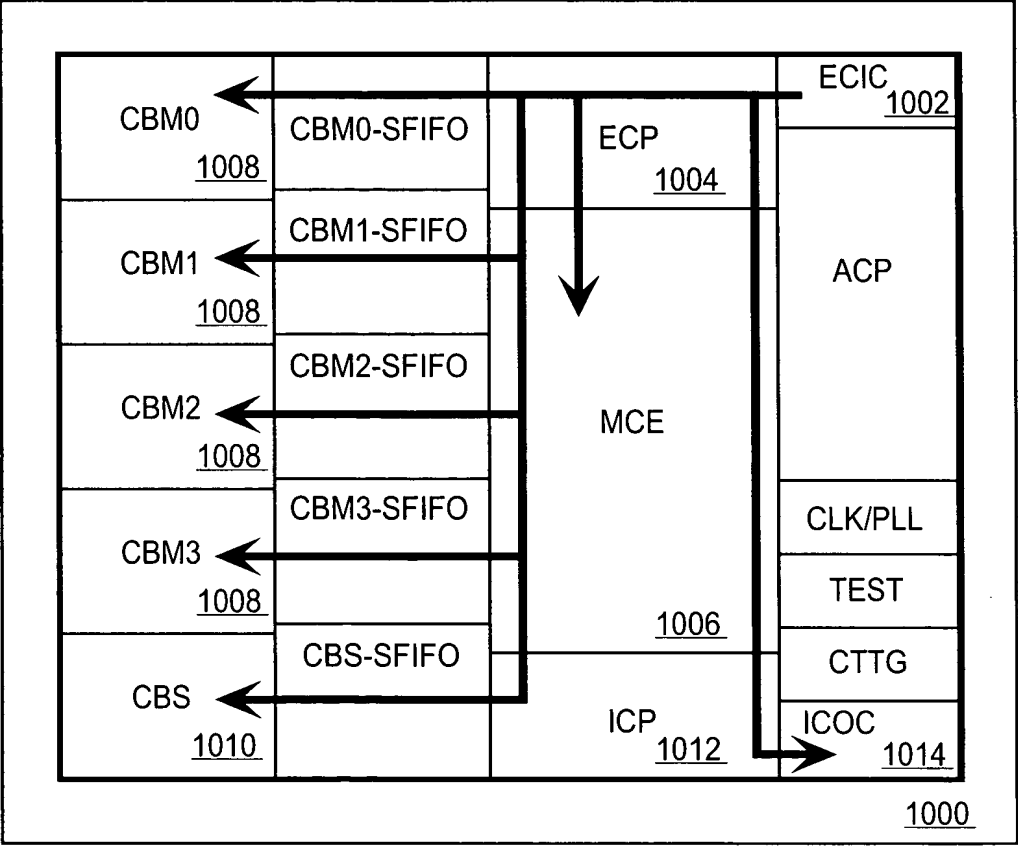 CBM0
1008
CBM1
1008
CBM2
1008
CBM3
1008
CBS
1010
CBM0-SFIFO
CBM1-SFIFO
CBM2-SFIFO
CBM3-SFIFO
CBS-SFIFO
ECP
1004
MCE
1006
ICP
1012
ECIC
1002
ACP
CLK/PLL
TEST
CTTG
ICOC
1014
1000